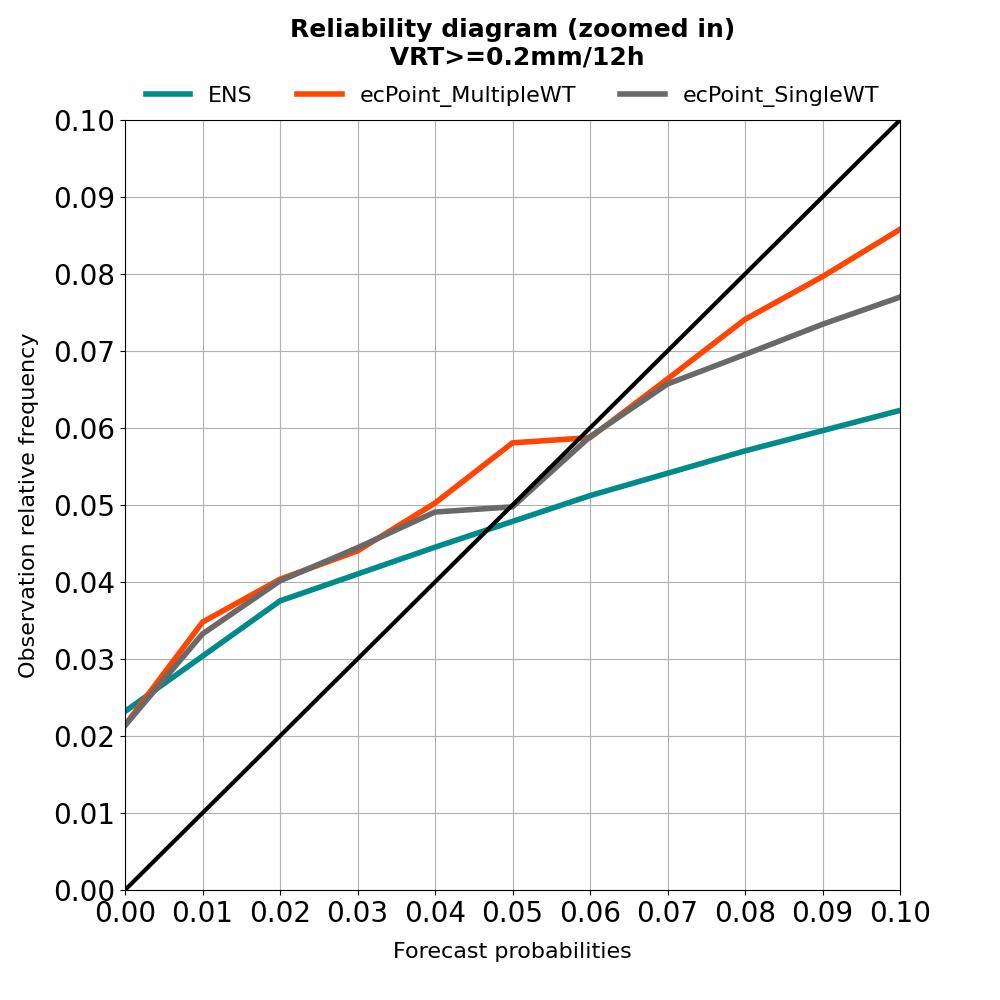 Reliability diagram (zoomed in)
VRT>=0.2mm/12h
ENS ecPoint_MultipleWT ecPoint_SingleWT
0.10
0.09
0.08
0.07
0.06
0.05
0.04
0.03
0.02
0.01
0.00
Observation relative frequency
0.00 0.01 0.02 0.03 0.04 0.05 0.06 0.07 0.08 0.09 0.10
Forecast probabilities